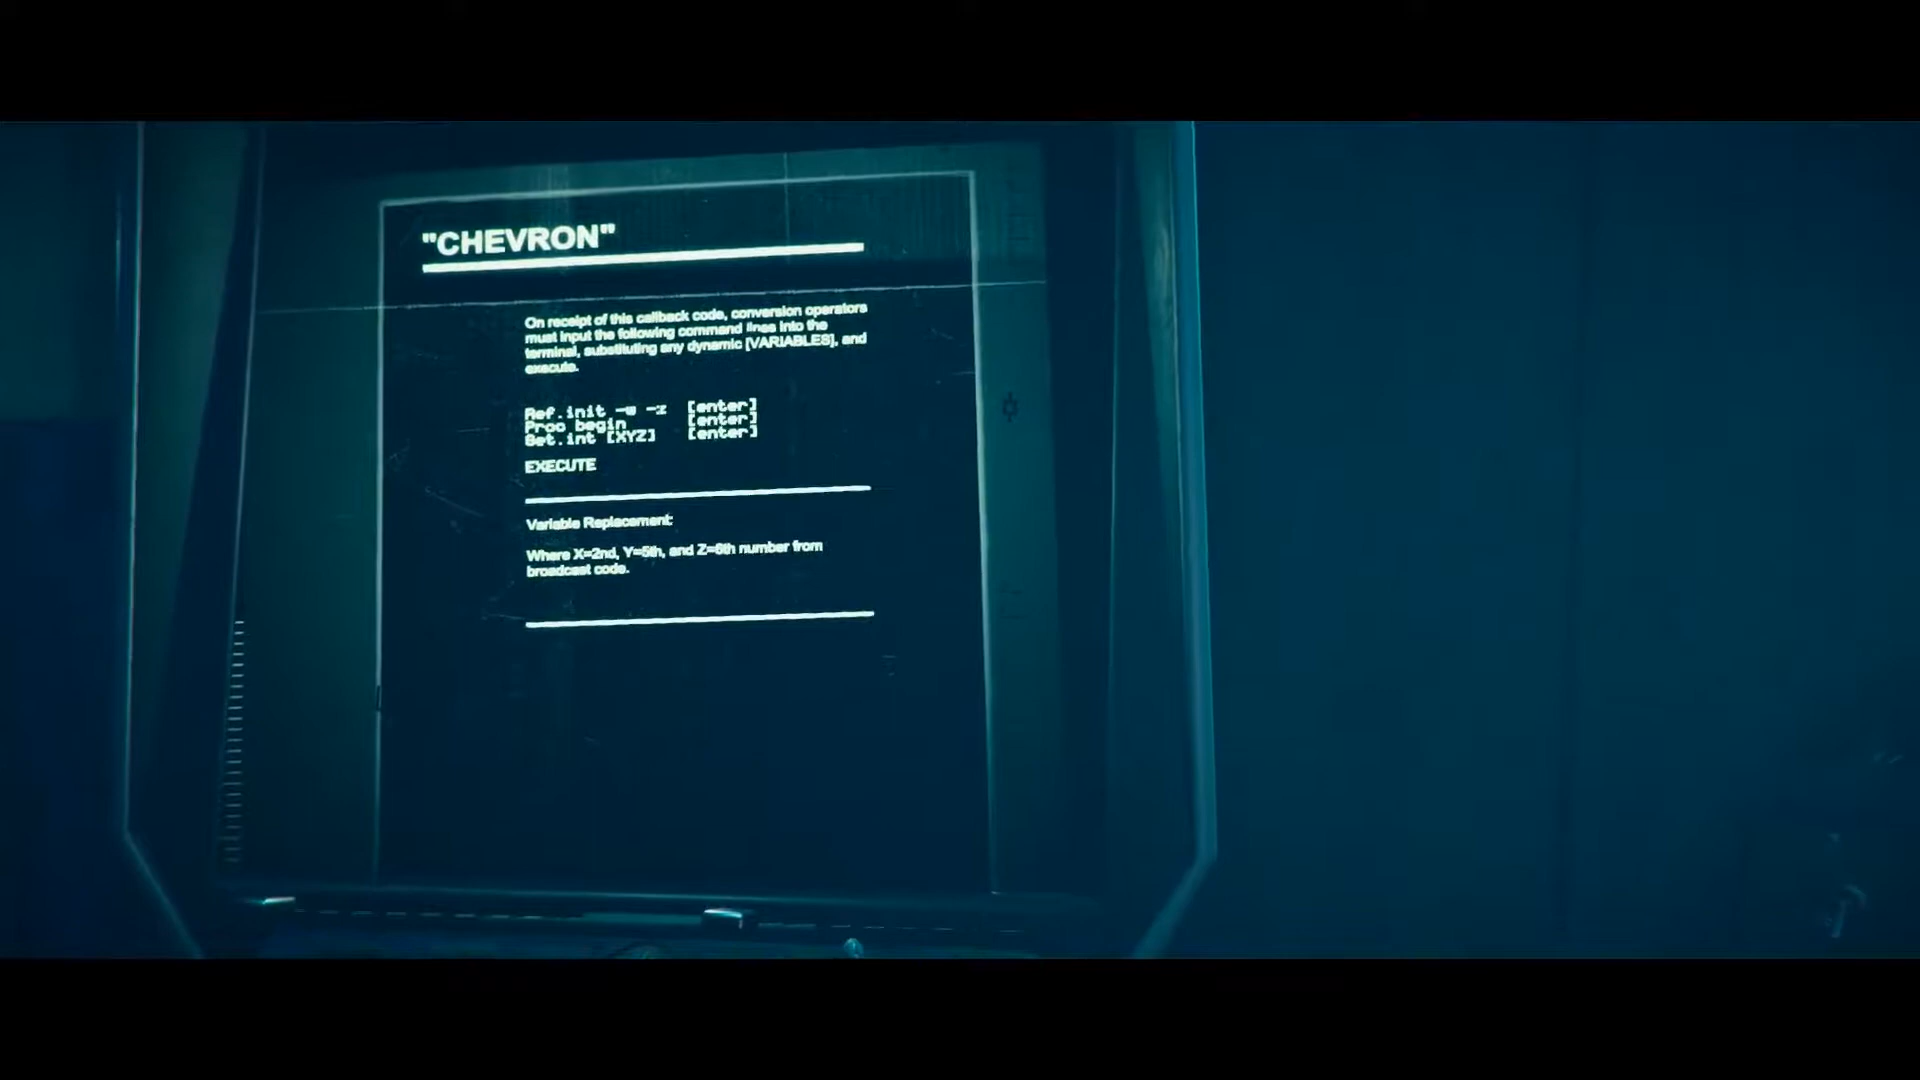 "CHEVRON"
On receipt of this callback code, conversion operators
must input the following command lines into the
terminal, substituting any dynamic [VARIABLES], and
execute.
Ref.init -w -z [enter]
Proc begin [enter]
Set.int [XYZ] [enter]
EXECUTE
Variable Replacement:
Where X=2nd, Y=5th, and Z=6th number from
broadcast code.